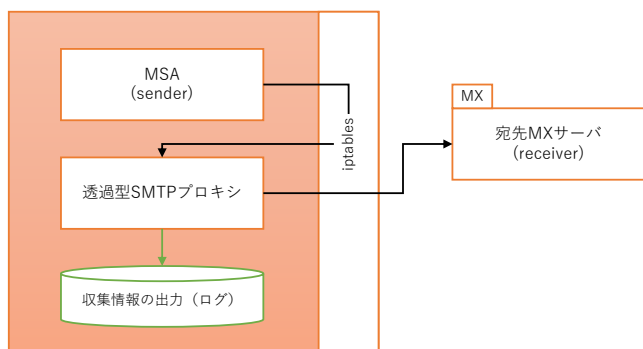 MSA
(sender)
iptables
MX
宛先MXサーバ
(receiver)
透過型SMTPプロキシ
収集情報の出力（ログ）